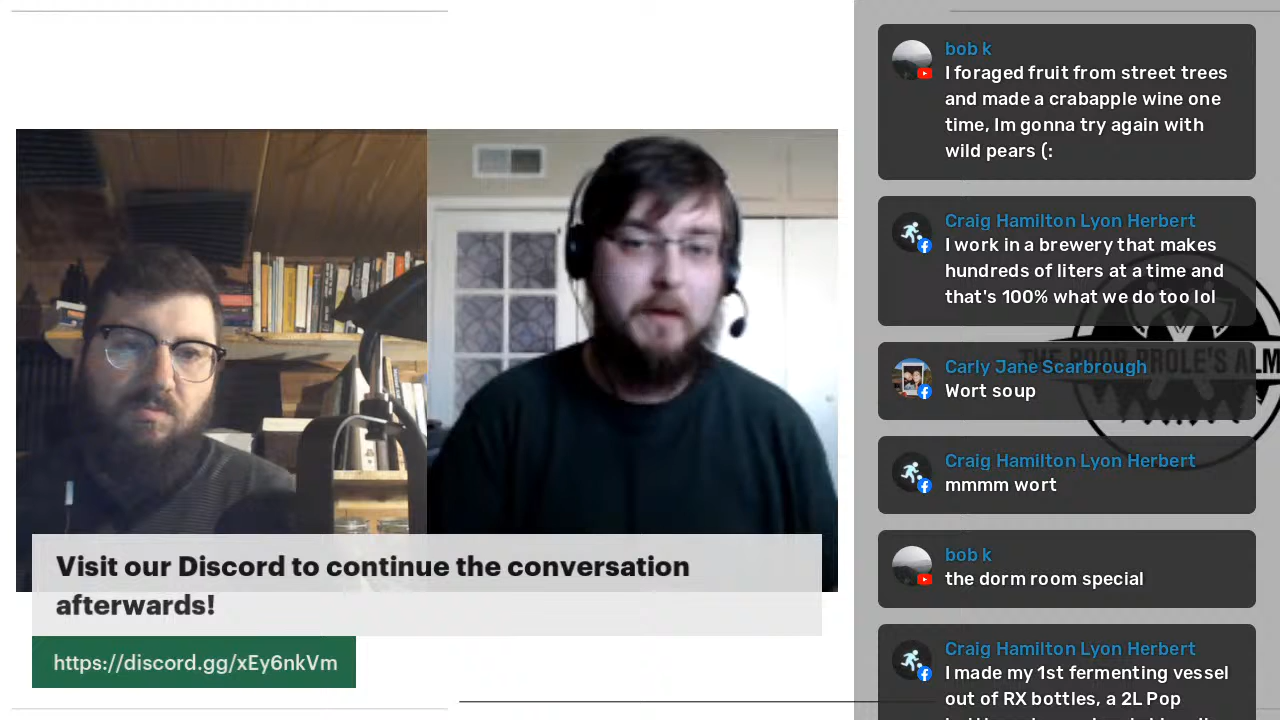 bob k
I foraged fruit from street trees
and made a crabapple wine one
time, Im gonna try again with
wild pears (:
Craig Hamilton Lyon Herbert
I work in a brewery that makes
hundreds of liters at a time and
that's 100% what we do too lol
Carly Jane Scarbrough
Wort soup
THE POOR PROLE'S ALM
Craig Hamilton Lyon Herbert
mmmm wort
bob k
the dorm room special
Craig Hamilton Lyon Herbert
I made my 1st fermenting vessel
out of RX bottles, a 2L Pop
Visit our Discord to continue the conversation
afterwards!
https://discord.gg/xEy6nkVm